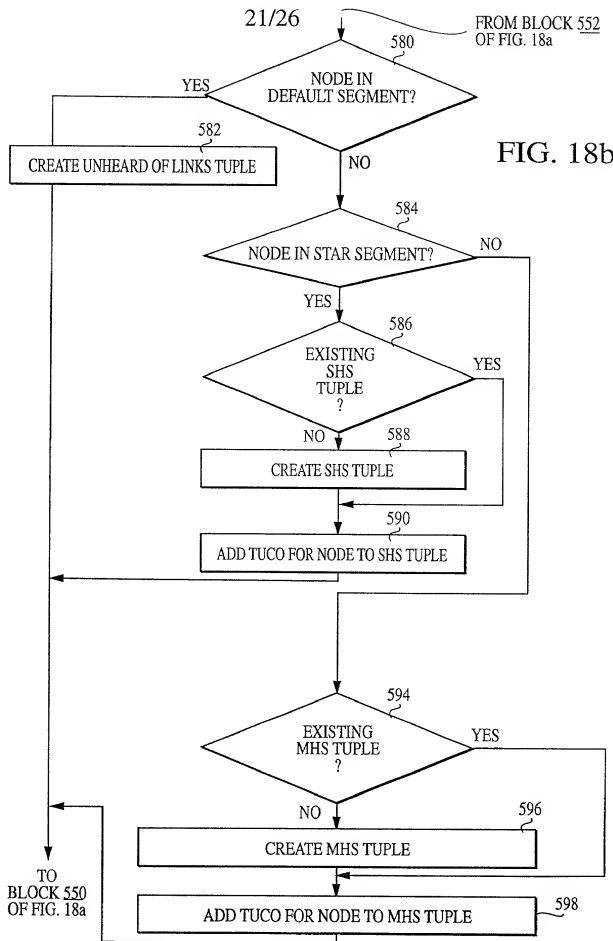 21/26
FROM BLOCK 552
OF FIG. 18a
580
NODE IN
DEFAULT SEGMENT?
YES
582
CREATE UNHEARD OF LINKS TUPLE
NO
FIG. 18b
584
NODE IN STAR SEGMENT?
NO
YES
586
EXISTING
SHS
TUPLE
?
YES
NO
588
CREATE SHS TUPLE
590
ADD TUCO FOR NODE TO SHS TUPLE
594
EXISTING
MHS TUPLE
?
YES
NO
596
CREATE MHS TUPLE
TO
BLOCK 550
OF FIG. 18a
ADD TUCO FOR NODE TO MHS TUPLE
598